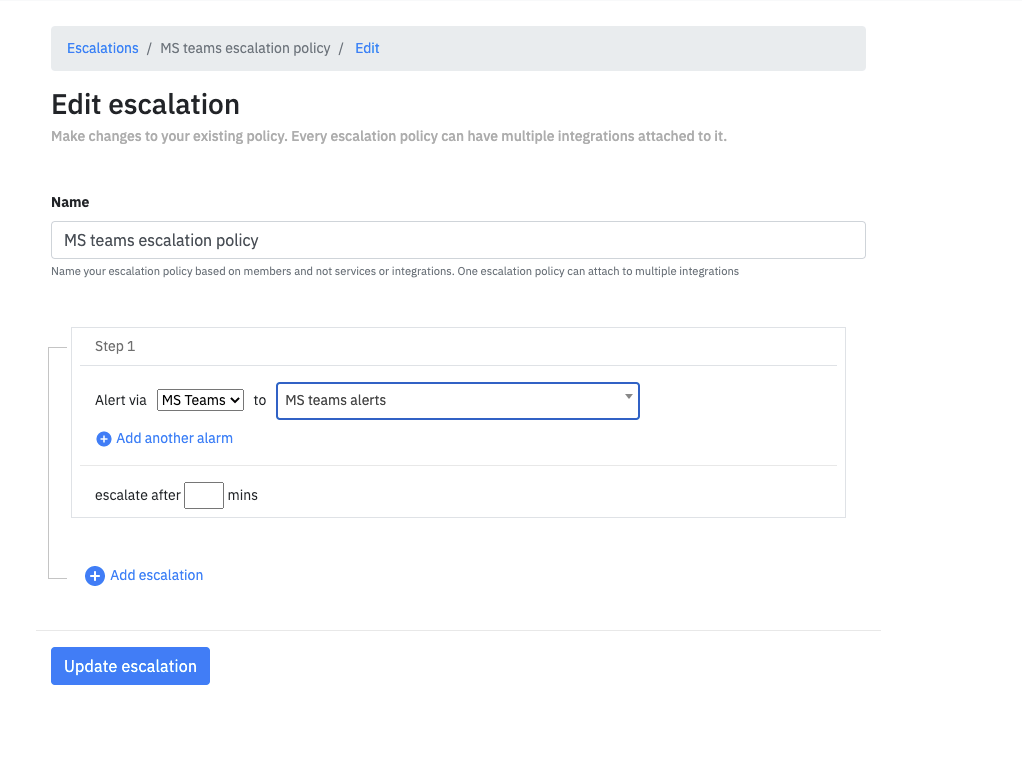 Escalations / MS teams escalation policy / Edit
Edit escalation
Make changes to your existing policy. Every escalation policy can have multiple integrations attached to it.
Name
MS teams escalation policy
Name your escalation policy based on members and not services or integrations. One escalation policy can attach to multiple integrations
Step 1
Alert via MS Teams to MS teams alerts
Add another alarm
escalate after mins
Add escalation
Update escalation